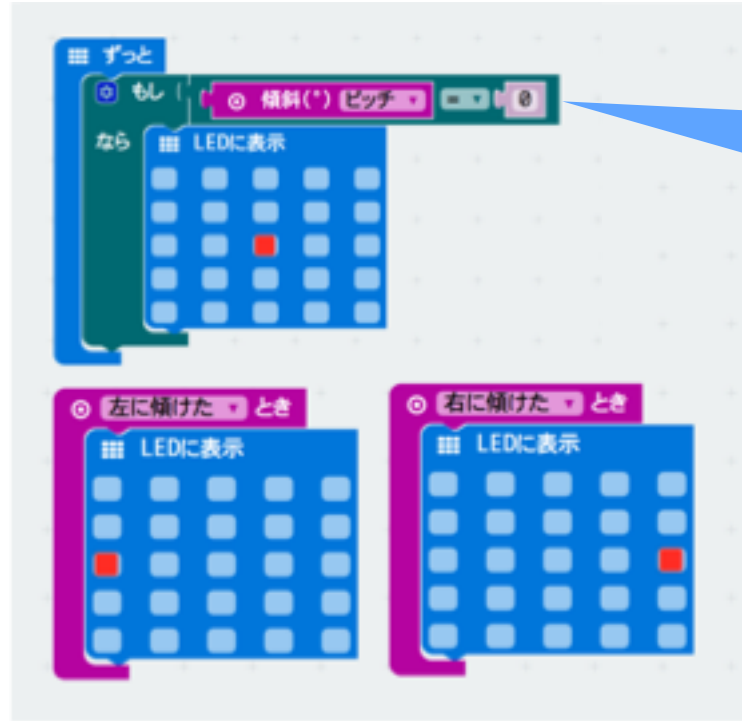 ずっと
もし 傾斜(°) ピッチ = 0
なら LEDに表示
左に傾けた とき
LEDに表示
右に傾けた とき
LEDに表示